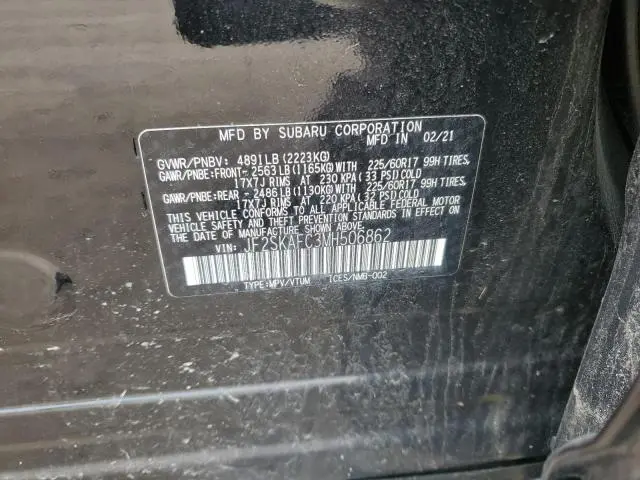 MFD BY SUBARU CORPORATION
MFD IN 02/21
GVWR/PNBV: 4891LB(2223KG)
GAWR/PNBE:FRONT- 2563LB(1165KG)WITH 225/60R17 99H TIRES,
17X7J RIMS AT 230 KPA(33 PSI)COLD
GAWR/PNBE:REAR - 2486LB(1130KG)WITH 225/60R17 99H TIRES,
17X7J RIMS AT 220 KPA(32 PSI)COLD
THIS VEHICLE CONFORMS TO ALL APPLICABLE FEDERAL MOTOR
VEHICLE SAFETY AND THEFT PREVENTION STANDARDS IN EFFECT
ON THE DATE OF MANUFACTURE SHOWN ABOVE.
VIN: JF2SKAFC3MH506862
TYPE:MPV/VTUM ICES/NMB-002